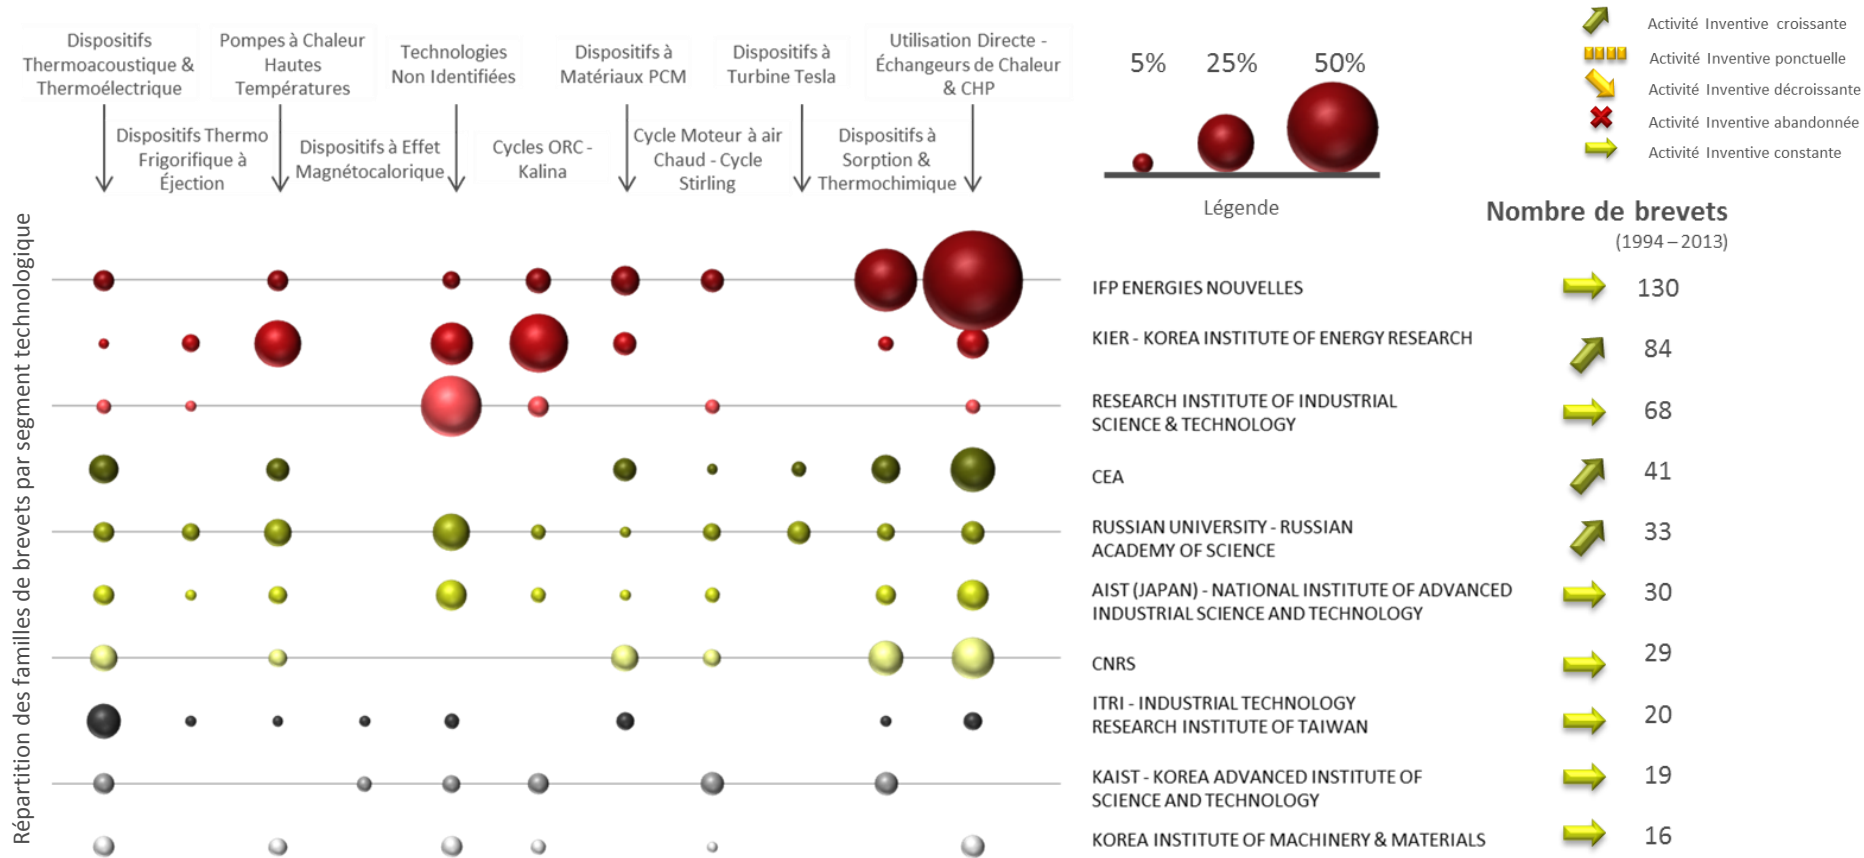 Dispositifs
Thermoacoustique &
Thermoélectrique
Pompes à Chaleur
Hautes
Températures
Technologies
Non Identifiées
Dispositifs à
Matériaux PCM
Dispositifs à
Turbine Tesla
Utilisation Directe -
Échangeurs de Chaleur
& CHP
Dispositifs Thermo
Frigorifique à
Éjection
Dispositifs à Effet
Magnétocalorique
Cycles ORC -
Kalina
Cycle Moteur à air
Chaud - Cycle
Stirling
Dispositifs à
Sorption &
Thermochimique
5%
25%
50%
Légende
Activité Inventive croissante
Activité Inventive ponctuelle
Activité Inventive décroissante
Activité Inventive abandonnée
Activité Inventive constante
Nombre de brevets
(1994 – 2013)
Répartition des familles de brevets par segment technologique
IFP ENERGIES NOUVELLES
130
KIER - KOREA INSTITUTE OF ENERGY RESEARCH
84
RESEARCH INSTITUTE OF INDUSTRIAL
SCIENCE & TECHNOLOGY
68
CEA
41
RUSSIAN UNIVERSITY - RUSSIAN
ACADEMY OF SCIENCE
33
AIST (JAPAN) - NATIONAL INSTITUTE OF ADVANCED
INDUSTRIAL SCIENCE AND TECHNOLOGY
30
CNRS
29
ITRI - INDUSTRIAL TECHNOLOGY
RESEARCH INSTITUTE OF TAIWAN
20
KAIST - KOREA ADVANCED INSTITUTE OF
SCIENCE AND TECHNOLOGY
19
KOREA INSTITUTE OF MACHINERY & MATERIALS
16